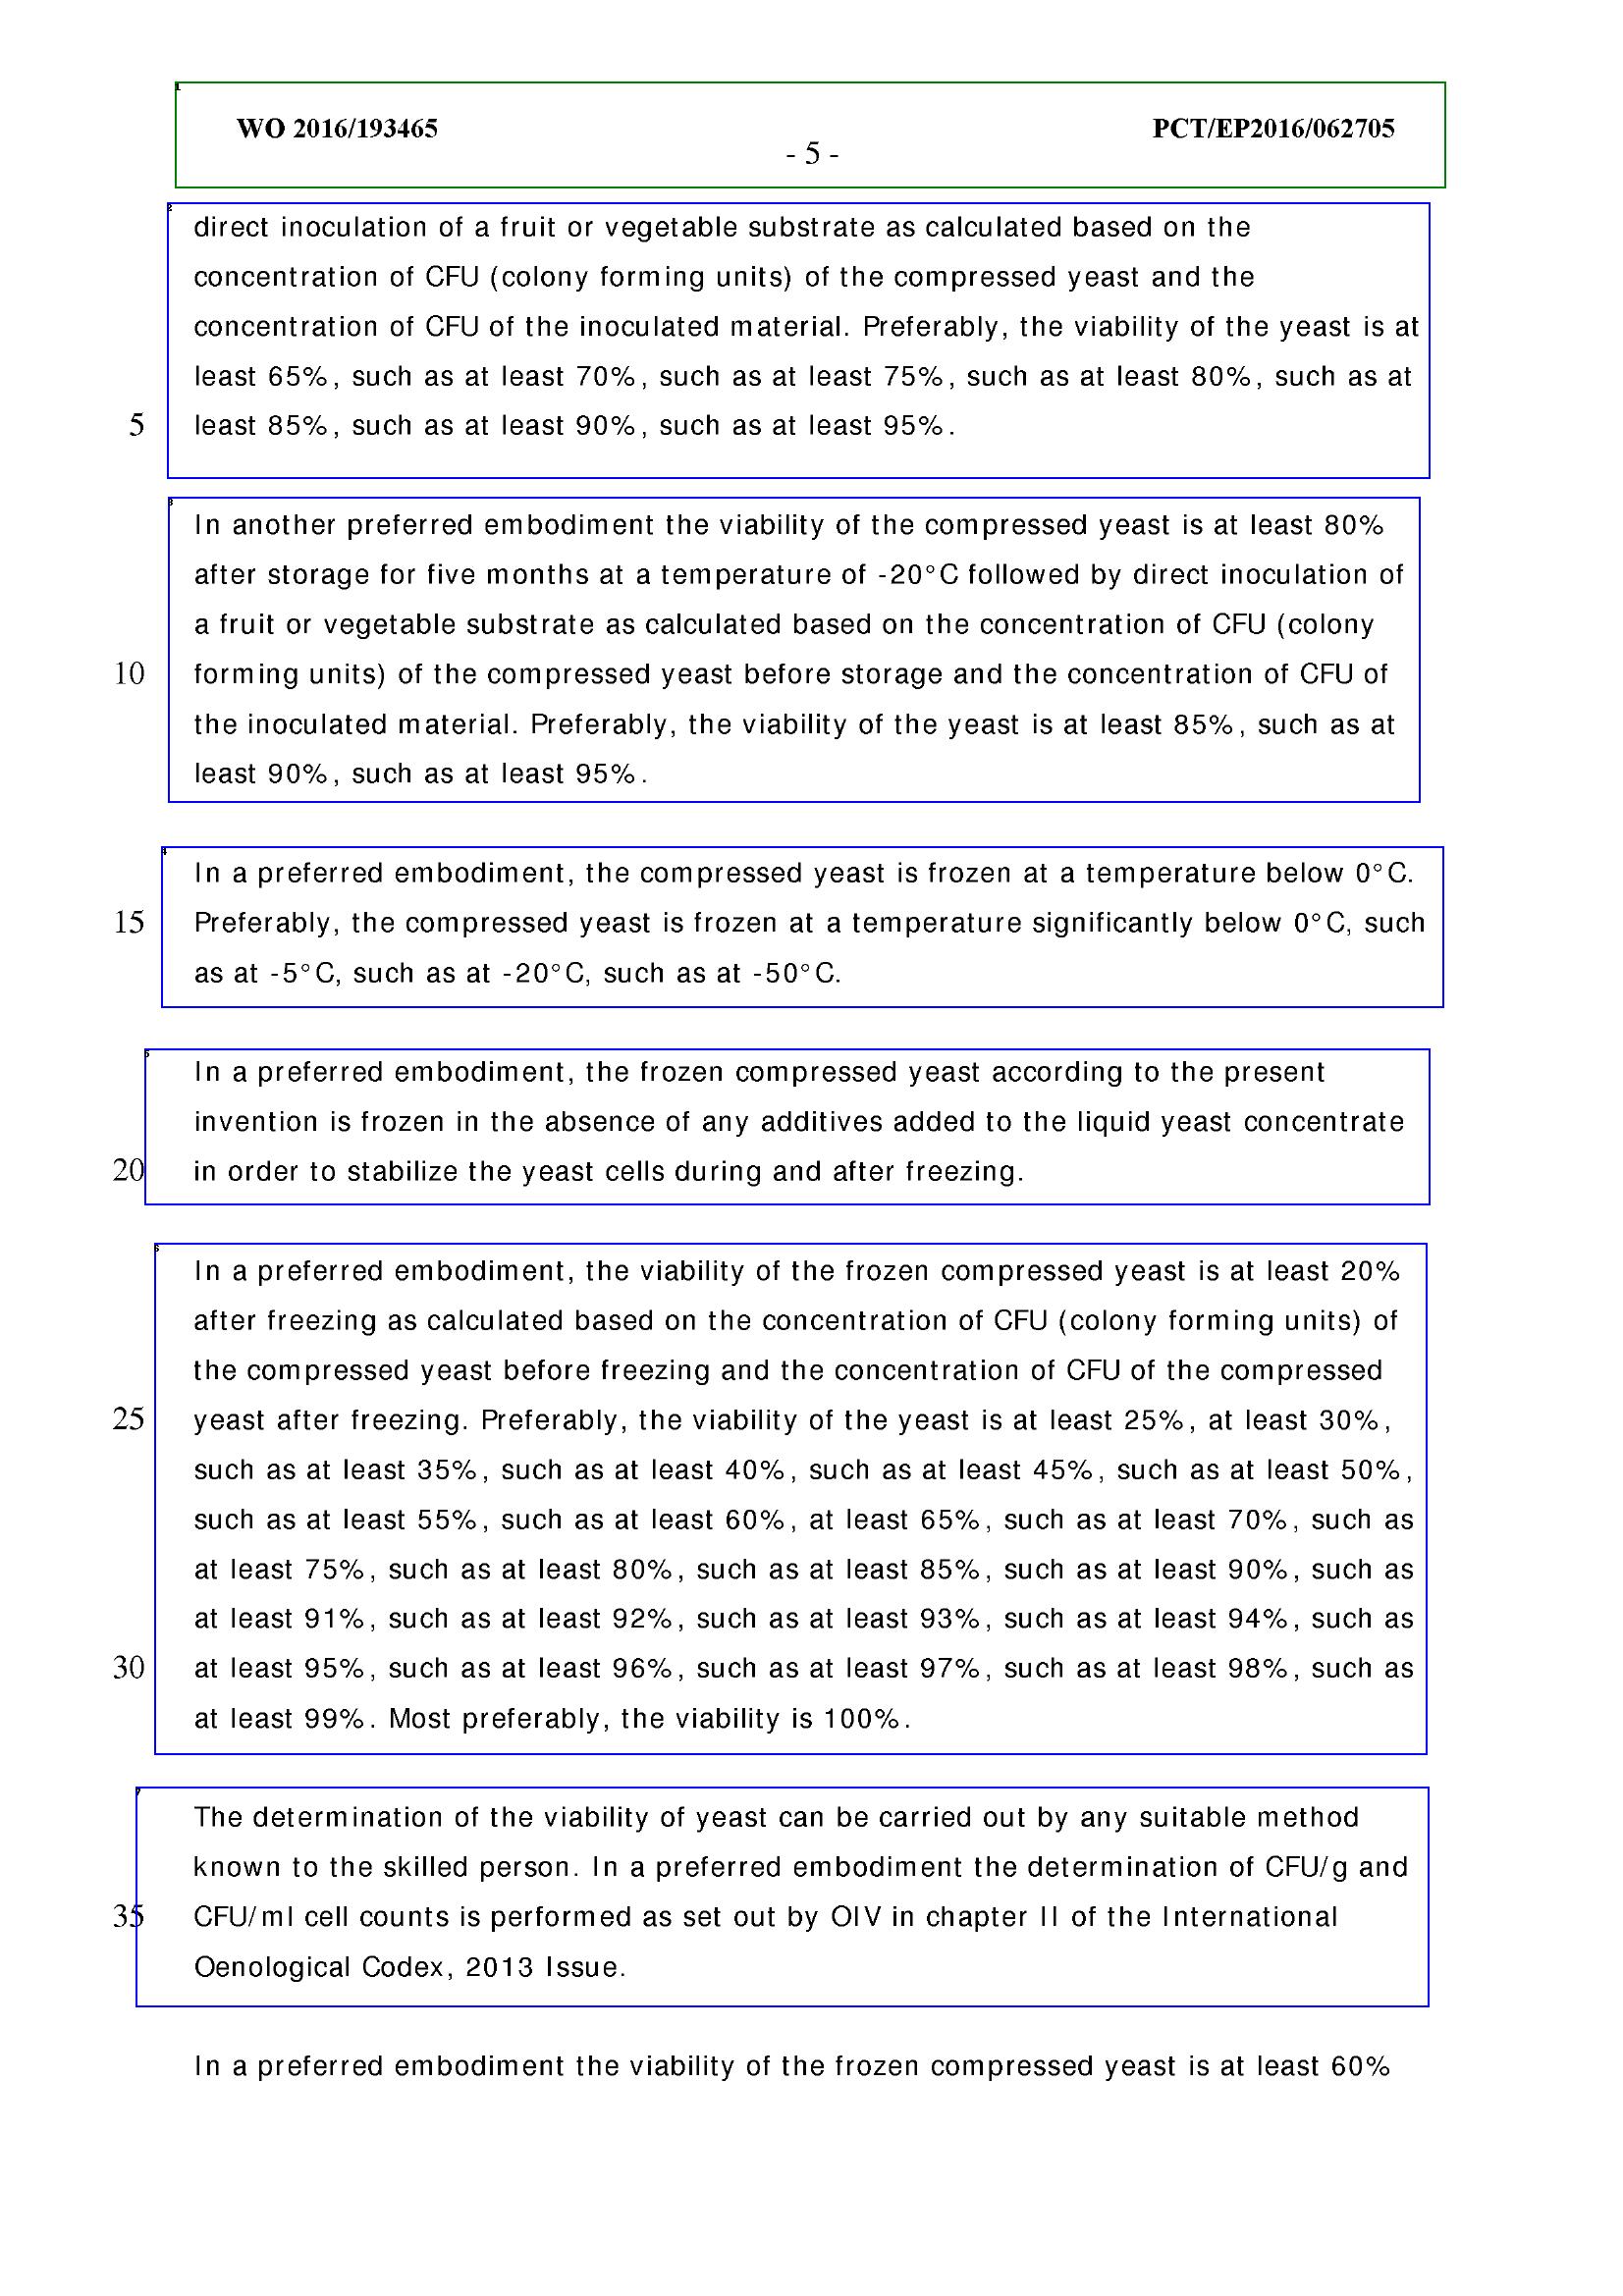 WO 2016/193465 PCT/EP2016/062705
- 5 -
direct inoculation of a fruit or vegetable substrate as calculated based on the
concentration of CFU (colony forming units) of the compressed yeast and the
concentration of CFU of the inoculated material. Preferably, the viability of the yeast is at
least 65%, such as at least 70%, such as at least 75%, such as at least 80%, such as at
5 least 85%, such as at least 90%, such as at least 95%.
In another preferred embodiment the viability of the compressed yeast is at least 80%
after storage for five months at a temperature of -20°C followed by direct inoculation of
a fruit or vegetable substrate as calculated based on the concentration of CFU (colony
10 forming units) of the compressed yeast before storage and the concentration of CFU of
the inoculated material. Preferably, the viability of the yeast is at least 85%, such as at
least 90%, such as at least 95%.
In a preferred embodiment, the compressed yeast is frozen at a temperature below 0°C.
15 Preferably, the compressed yeast is frozen at a temperature significantly below 0°C, such
as at -5°C, such as at -20°C, such as at -50°C.
In a preferred embodiment, the frozen compressed yeast according to the present
invention is frozen in the absence of any additives added to the liquid yeast concentrate
20 in order to stabilize the yeast cells during and after freezing.
In a preferred embodiment, the viability of the frozen compressed yeast is at least 20%
after freezing as calculated based on the concentration of CFU (colony forming units) of
the compressed yeast before freezing and the concentration of CFU of the compressed
25 yeast after freezing. Preferably, the viability of the yeast is at least 25%, at least 30%,
such as at least 35%, such as at least 40%, such as at least 45%, such as at least 50%,
such as at least 55%, such as at least 60%, at least 65%, such as at least 70%, such as
at least 75%, such as at least 80%, such as at least 85%, such as at least 90%, such as
at least 91%, such as at least 92%, such as at least 93%, such as at least 94%, such as
30 at least 95%, such as at least 96%, such as at least 97%, such as at least 98%, such as
at least 99%. Most preferably, the viability is 100%.
The determination of the viability of yeast can be carried out by any suitable method
known to the skilled person. In a preferred embodiment the determination of CFU/g and
35 CFU/ml cell counts is performed as set out by OIV in chapter II of the International
Oenological Codex, 2013 Issue.
In a preferred embodiment the viability of the frozen compressed yeast is at least 60%